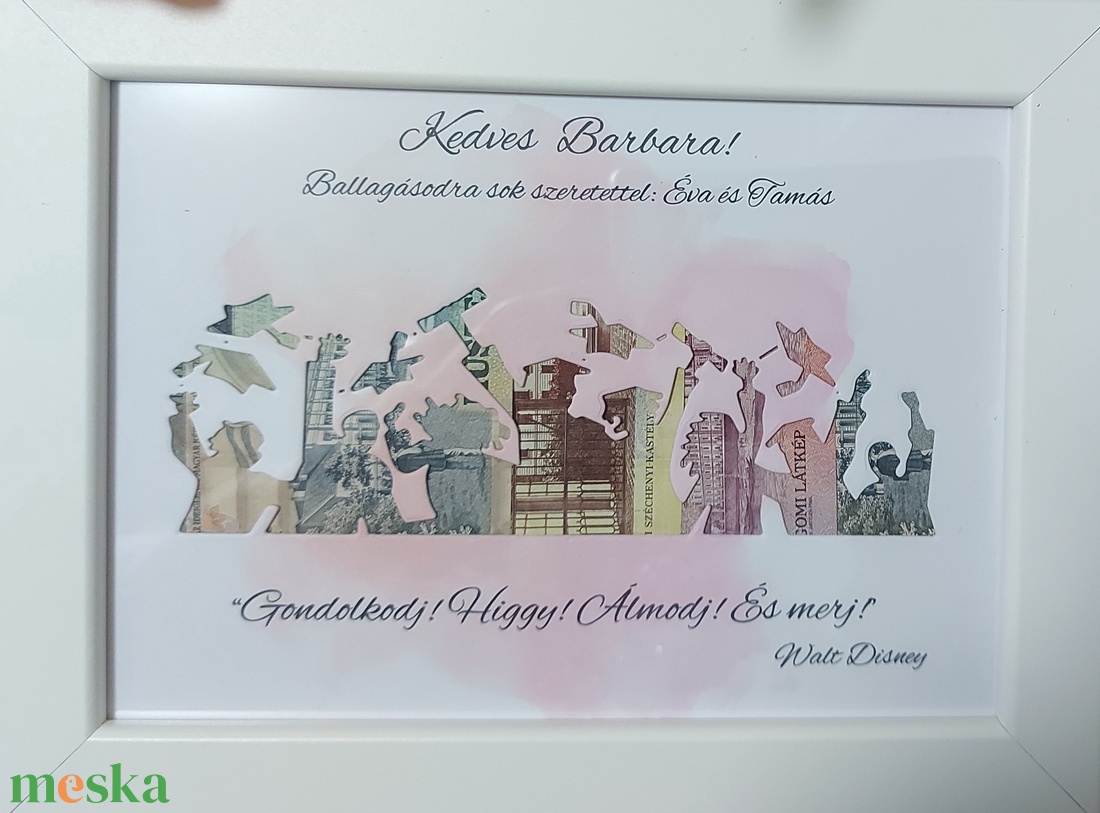 Kedves Barbara!
Ballagásodra sok szeretettel: Éva és Tamás
SZÉCHENYI-KASTÉLY
GOMI LÁTKÉP
"Gondolkodj! Higgy! Álmodj! És merj!"
Walt Disney
meska